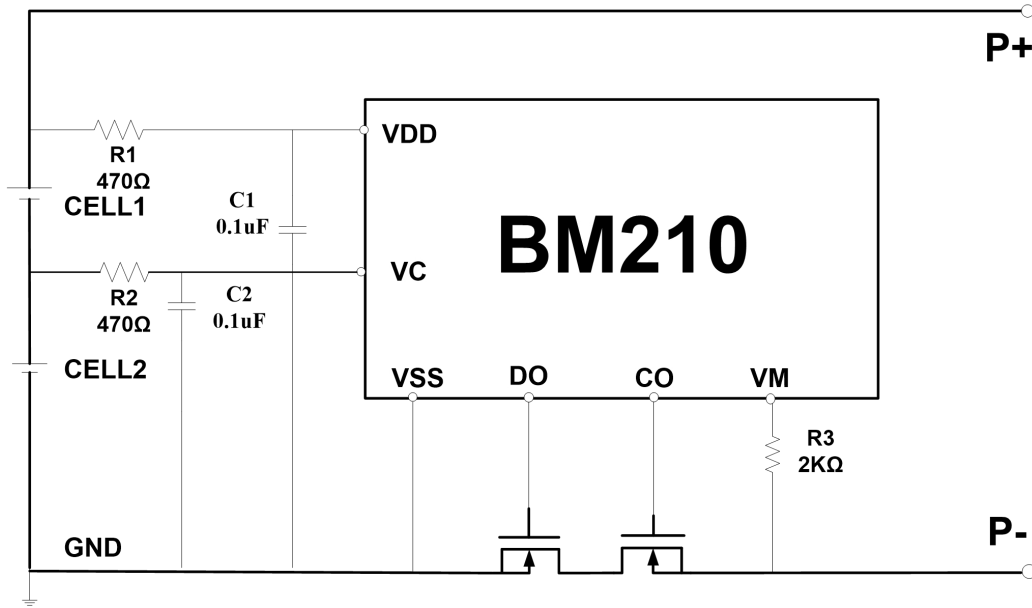 P+
VDD
R1
470Ω
CELL1
C1
0.1uF
BM210
VC
R2
470Ω
C2
0.1uF
CELL2
VSS
DO
CO
VM
R3
2KΩ
GND
P-